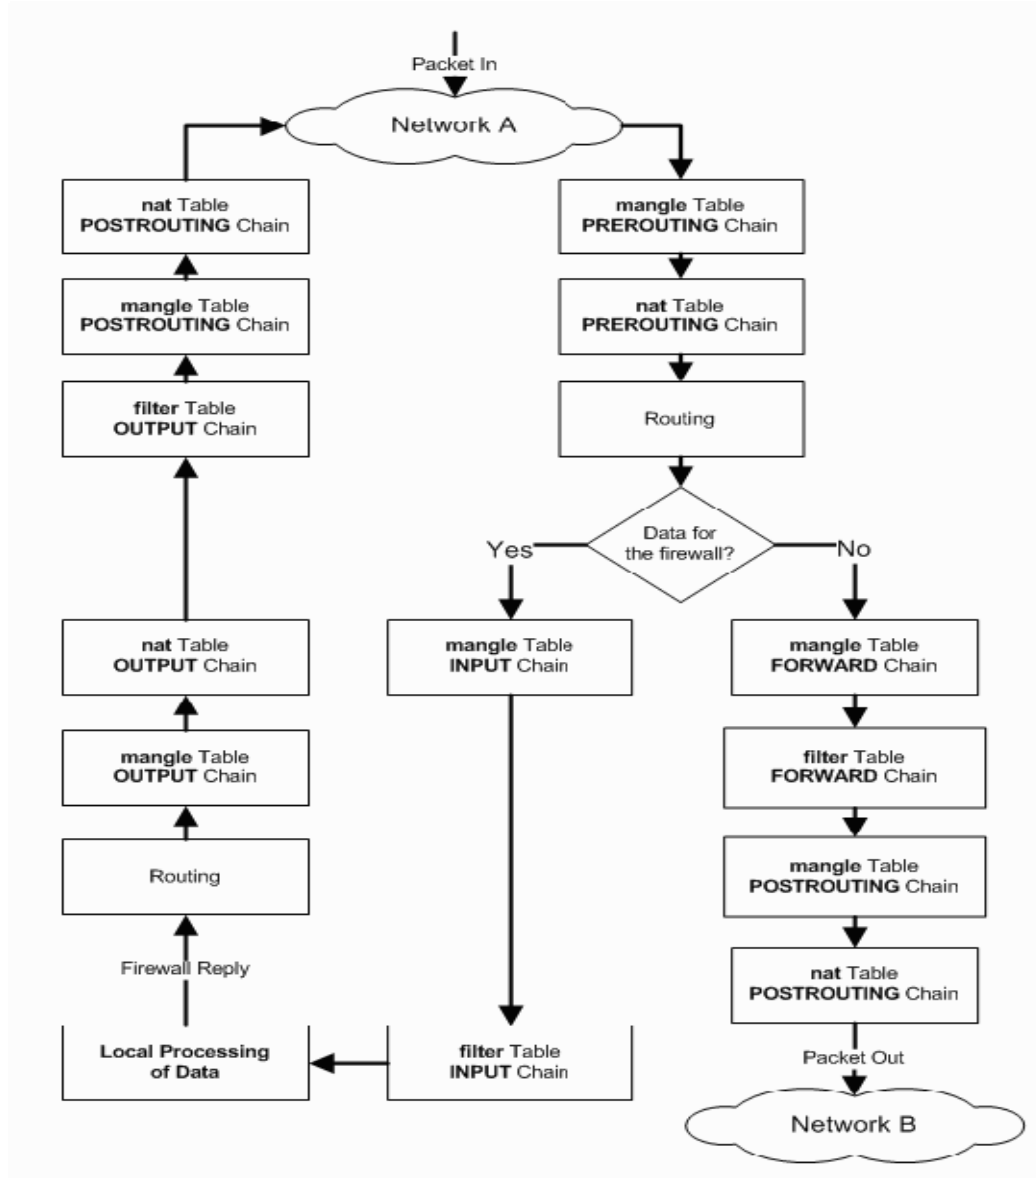 Packet In
Network A
nat Table
POSTROUTING Chain
mangle Table
POSTROUTING Chain
filter Table
OUTPUT Chain
nat Table
OUTPUT Chain
mangle Table
OUTPUT Chain
Routing
Firewall Reply
Local Processing
of Data
mangle Table
PREROUTING Chain
nat Table
PREROUTING Chain
Routing
Data for
the firewall?
Yes
No
mangle Table
INPUT Chain
filter Table
INPUT Chain
mangle Table
FORWARD Chain
filter Table
FORWARD Chain
mangle Table
POSTROUTING Chain
nat Table
POSTROUTING Chain
Packet Out
Network B